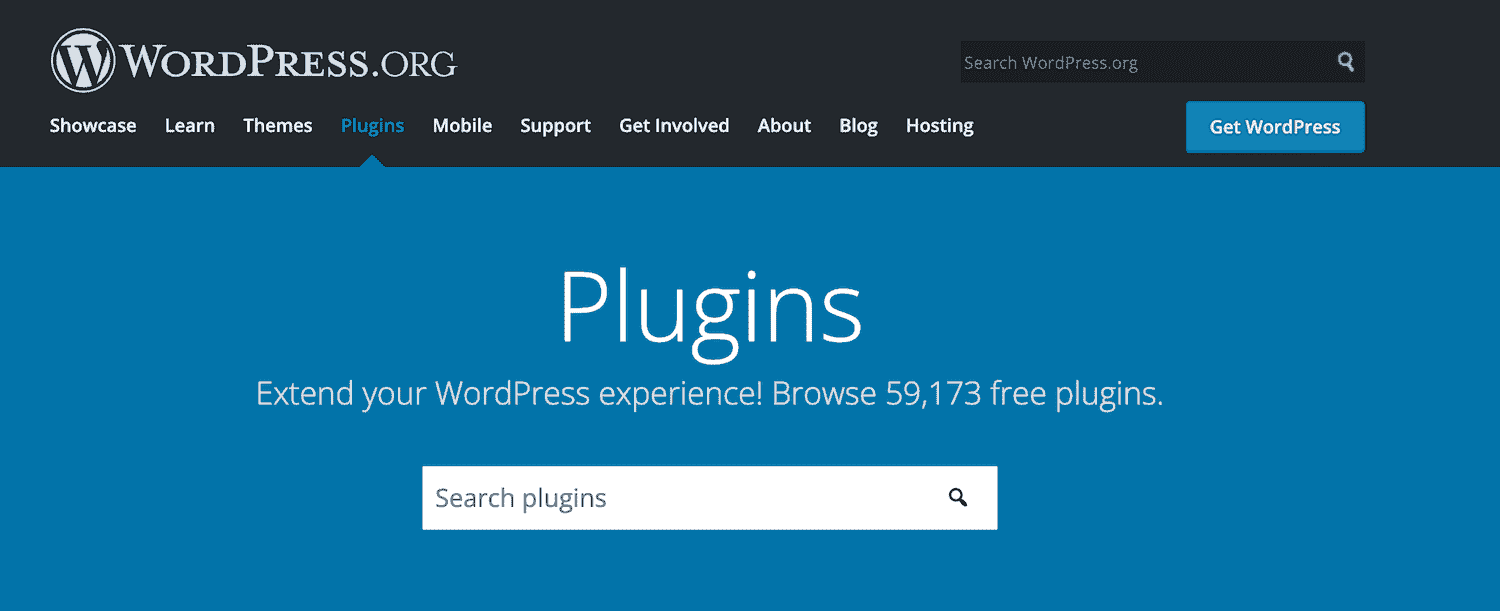 WORDPRESS.ORG
Search WordPress.org
Showcase Learn Themes Plugins Mobile Support Get Involved About Blog Hosting
Get WordPress
Plugins
Extend your WordPress experience! Browse 59,173 free plugins.
Search plugins